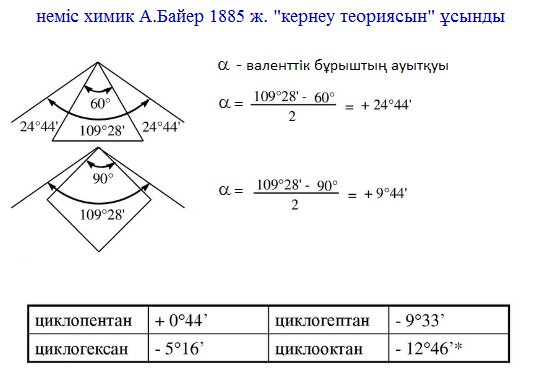 неміс химик А.Байер 1885 ж. "кернеу теориясын" ұсынды
α - валенттік бұрыштың ауытқуы
60°
24°44' 109°28' 24°44'
α = 109°28' - 60° / 2 = + 24°44'
90°
109°28'
α = 109°28' - 90° / 2 = + 9°44'
циклопентан + 0°44’ циклогептан - 9°33’
циклогексан - 5°16’ циклооктан - 12°46’*